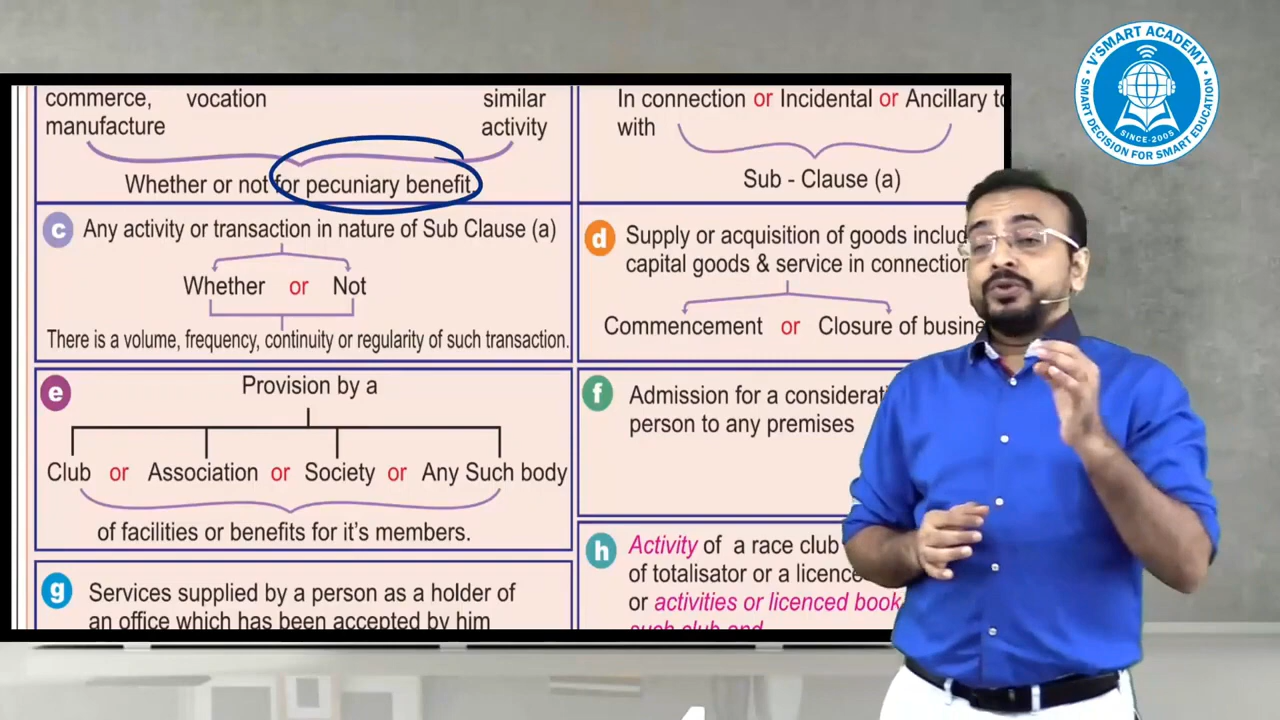 commerce, vocation similar
manufacture activity
Whether or not for pecuniary benefit.
In connection or Incidental or Ancillary to
with
Sub - Clause (a)
c Any activity or transaction in nature of Sub Clause (a)
Whether or Not
There is a volume, frequency, continuity or regularity of such transaction.
d Supply or acquisition of goods includ
capital goods & service in connection
Commencement or Closure of busine
e Provision by a
Club or Association or Society or Any Such body
of facilities or benefits for it's members.
f Admission for a considerati
person to any premises
g Services supplied by a person as a holder of
an office which has been accepted by him
h Activity of a race club
of totalisator or a licence
or activities or licenced book
such club and
V'SMART ACADEMY
SINCE-2005
SMART DECISION FOR SMART EDUCATION